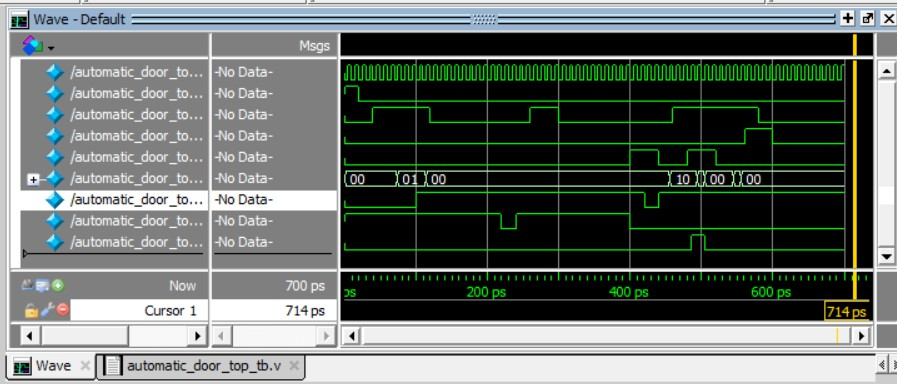 Wave - Default
Msgs
/automatic_door_to... -No Data-
/automatic_door_to... -No Data-
/automatic_door_to... -No Data-
/automatic_door_to... -No Data-
/automatic_door_to... -No Data-
/automatic_door_to... -No Data- 00 01 00 10 00 00
/automatic_door_to... -No Data-
/automatic_door_to... -No Data-
/automatic_door_to... -No Data-
Now 700 ps ps 200 ps 400 ps 600 ps
Cursor 1 714 ps 714 ps
Wave automatic_door_top_tb.v